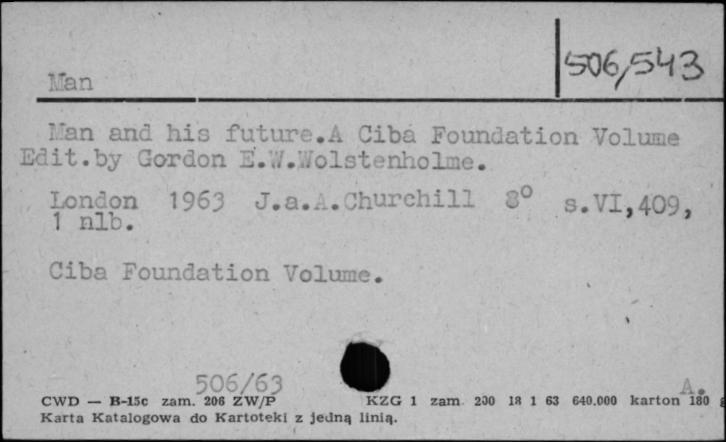 506,543
Man
Man and his future.A Ciba Foundation Volume
Edit.by Gordon E.W.Wolstenholme.
London 1963 J.a.A.Churchill 8° s.VI,409,
1 nlb.
Ciba Foundation Volume.
506/63
A.
CWD — B-15c zam. 206 ZW/P KZG 1 zam. 200 18 1 63 640.000 karton 180 g
Karta Katalogowa do Kartoteki z jedną linią.